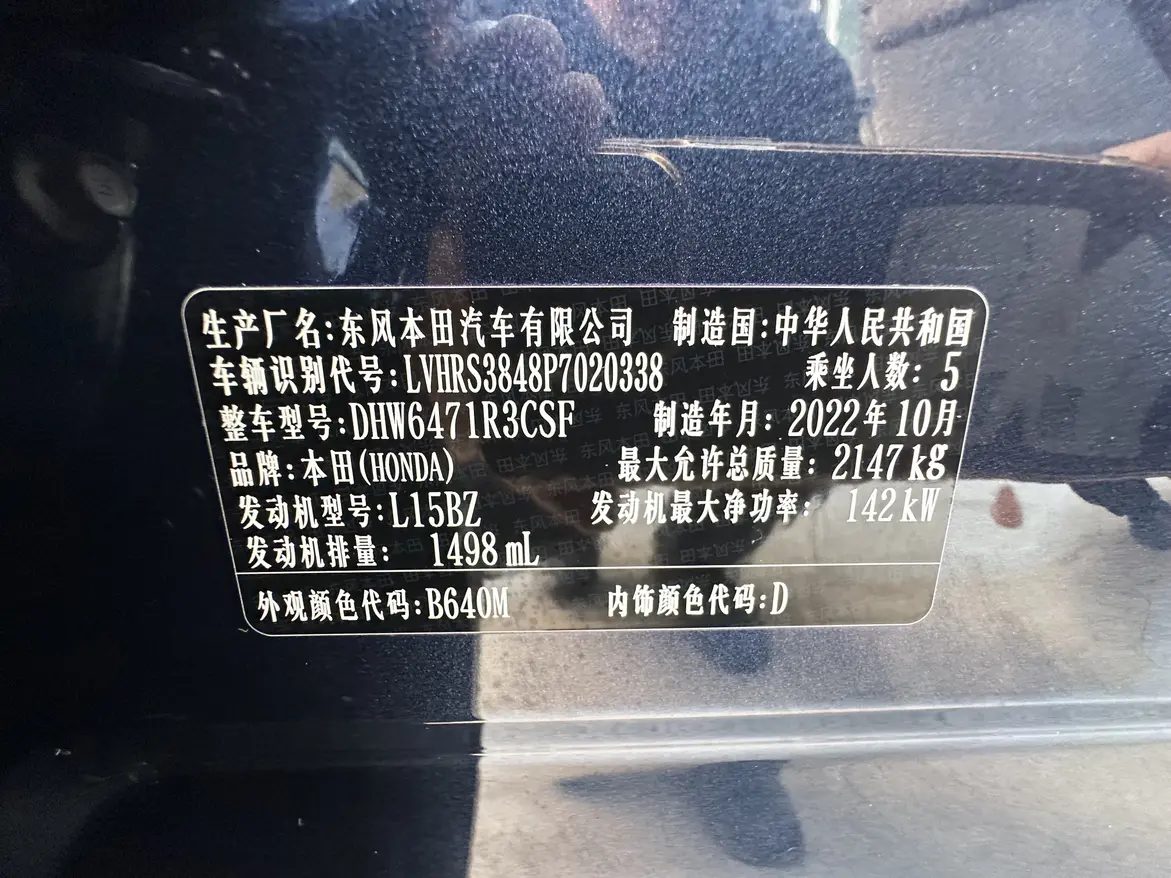 生产厂名:东风本田汽车有限公司 制造国:中华人民共和国
车辆识别代号:LVHRS3848P7020338 乘坐人数: 5
整车型号:DHW6471R3CSF 制造年月: 2022年10月
品牌:本田(HONDA) 最大允许总质量: 2147kg
发动机型号:L15BZ 发动机最大净功率: 142kW
发动机排量: 1498mL
外观颜色代码:B640M 内饰颜色代码:D